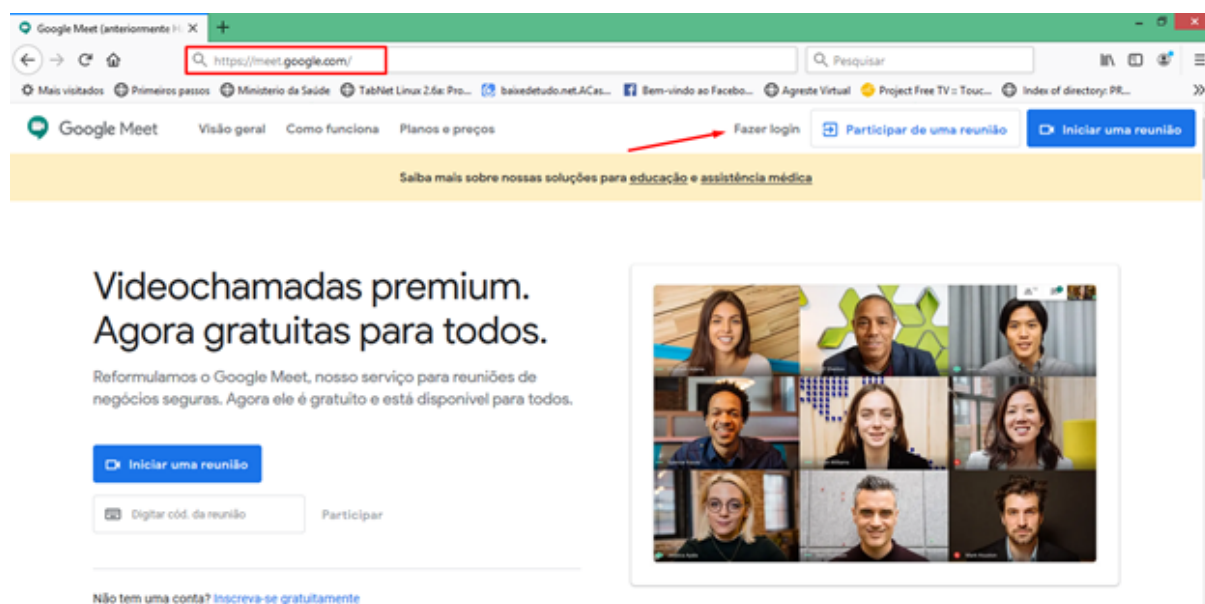 Google Meet (anteriormente H
https://meet.google.com/
Pesquisar
Mais visitados Primeiros passos Ministerio da Saúde TabNet Linux 2.6a: Pro... baixedetudo.net.ACas... Bem-vindo ao Facebo... Agreste Virtual Project Free TV :: Touc... Index of directory: PR...
Google Meet Visão geral Como funciona Planos e preços Fazer login Participar de uma reunião Iniciar uma reunião
Saiba mais sobre nossas soluções para educação e assistência médica
Videochamadas premium.
Agora gratuitas para todos.
Reformulamos o Google Meet, nosso serviço para reuniões de
negócios seguras. Agora ele é gratuito e está disponível para todos.
Iniciar uma reunião
Digitar cód. da reunião Participar
Não tem uma conta? Inscreva-se gratuitamente